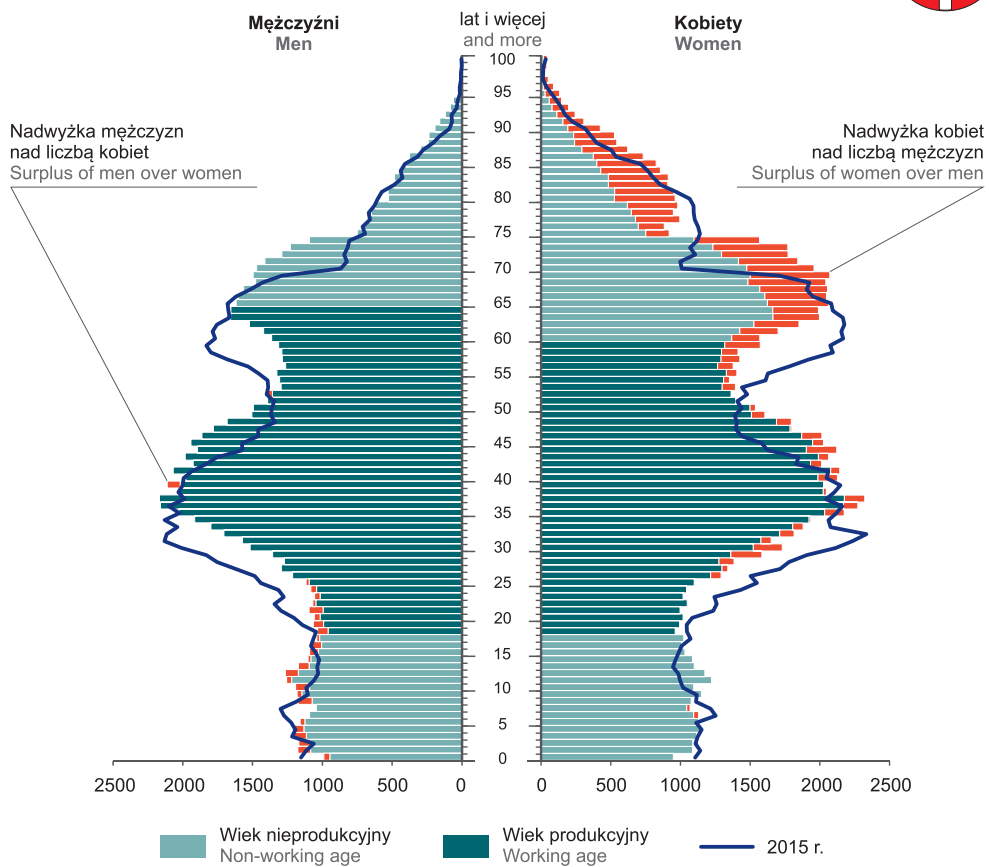 Mężczyźni
Men
lat i więcej
and more
Kobiety
Women
Nadwyżka mężczyzn
nad liczbą kobiet
Surplus of men over women
Nadwyżka kobiet
nad liczbą mężczyzn
Surplus of women over men
100
95
90
85
80
75
70
65
60
55
50
45
40
35
30
25
20
15
10
5
0
2500 2000 1500 1000 500 0 0 500 1000 1500 2000 2500
Wiek nieprodukcyjny
Non-working age
Wiek produkcyjny
Working age
2015 r.